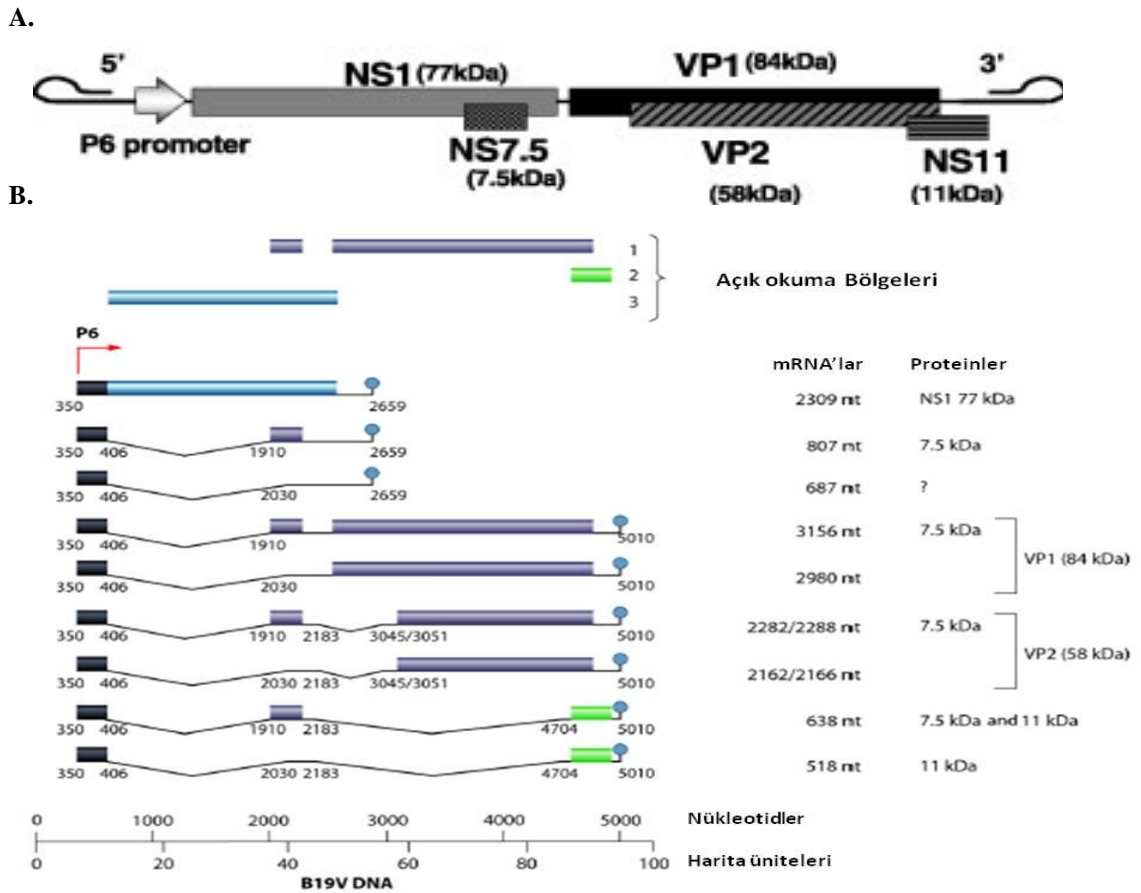 A.
5'
NS1(77kDa)
VP1(84kDa)
3'
P6 promoter
NS7.5
(7.5kDa)
VP2
(58kDa)
NS11
(11kDa)
B.
1
2
3
Açık okuma Bölgeleri
P6
mRNA'lar Proteinler
350 2659 2309 nt NS1 77 kDa
350 406 1910 2659 807 nt 7.5 kDa
350 406 2030 2659 687 nt ?
350 406 1910 5010 3156 nt 7.5 kDa
VP1 (84 kDa)
350 406 2030 5010 2980 nt
350 406 1910 2183 3045/3051 5010 2282/2288 nt 7.5 kDa
VP2 (58 kDa)
350 406 2030 2183 3045/3051 5010 2162/2166 nt
350 406 1910 2183 4704 5010 638 nt 7.5 kDa and 11 kDa
350 406 2030 2183 4704 5010 518 nt 11 kDa
0 1000 2000 3000 4000 5000 Nükleotidler
0 20 40 60 80 100 Harita üniteleri
B19V DNA